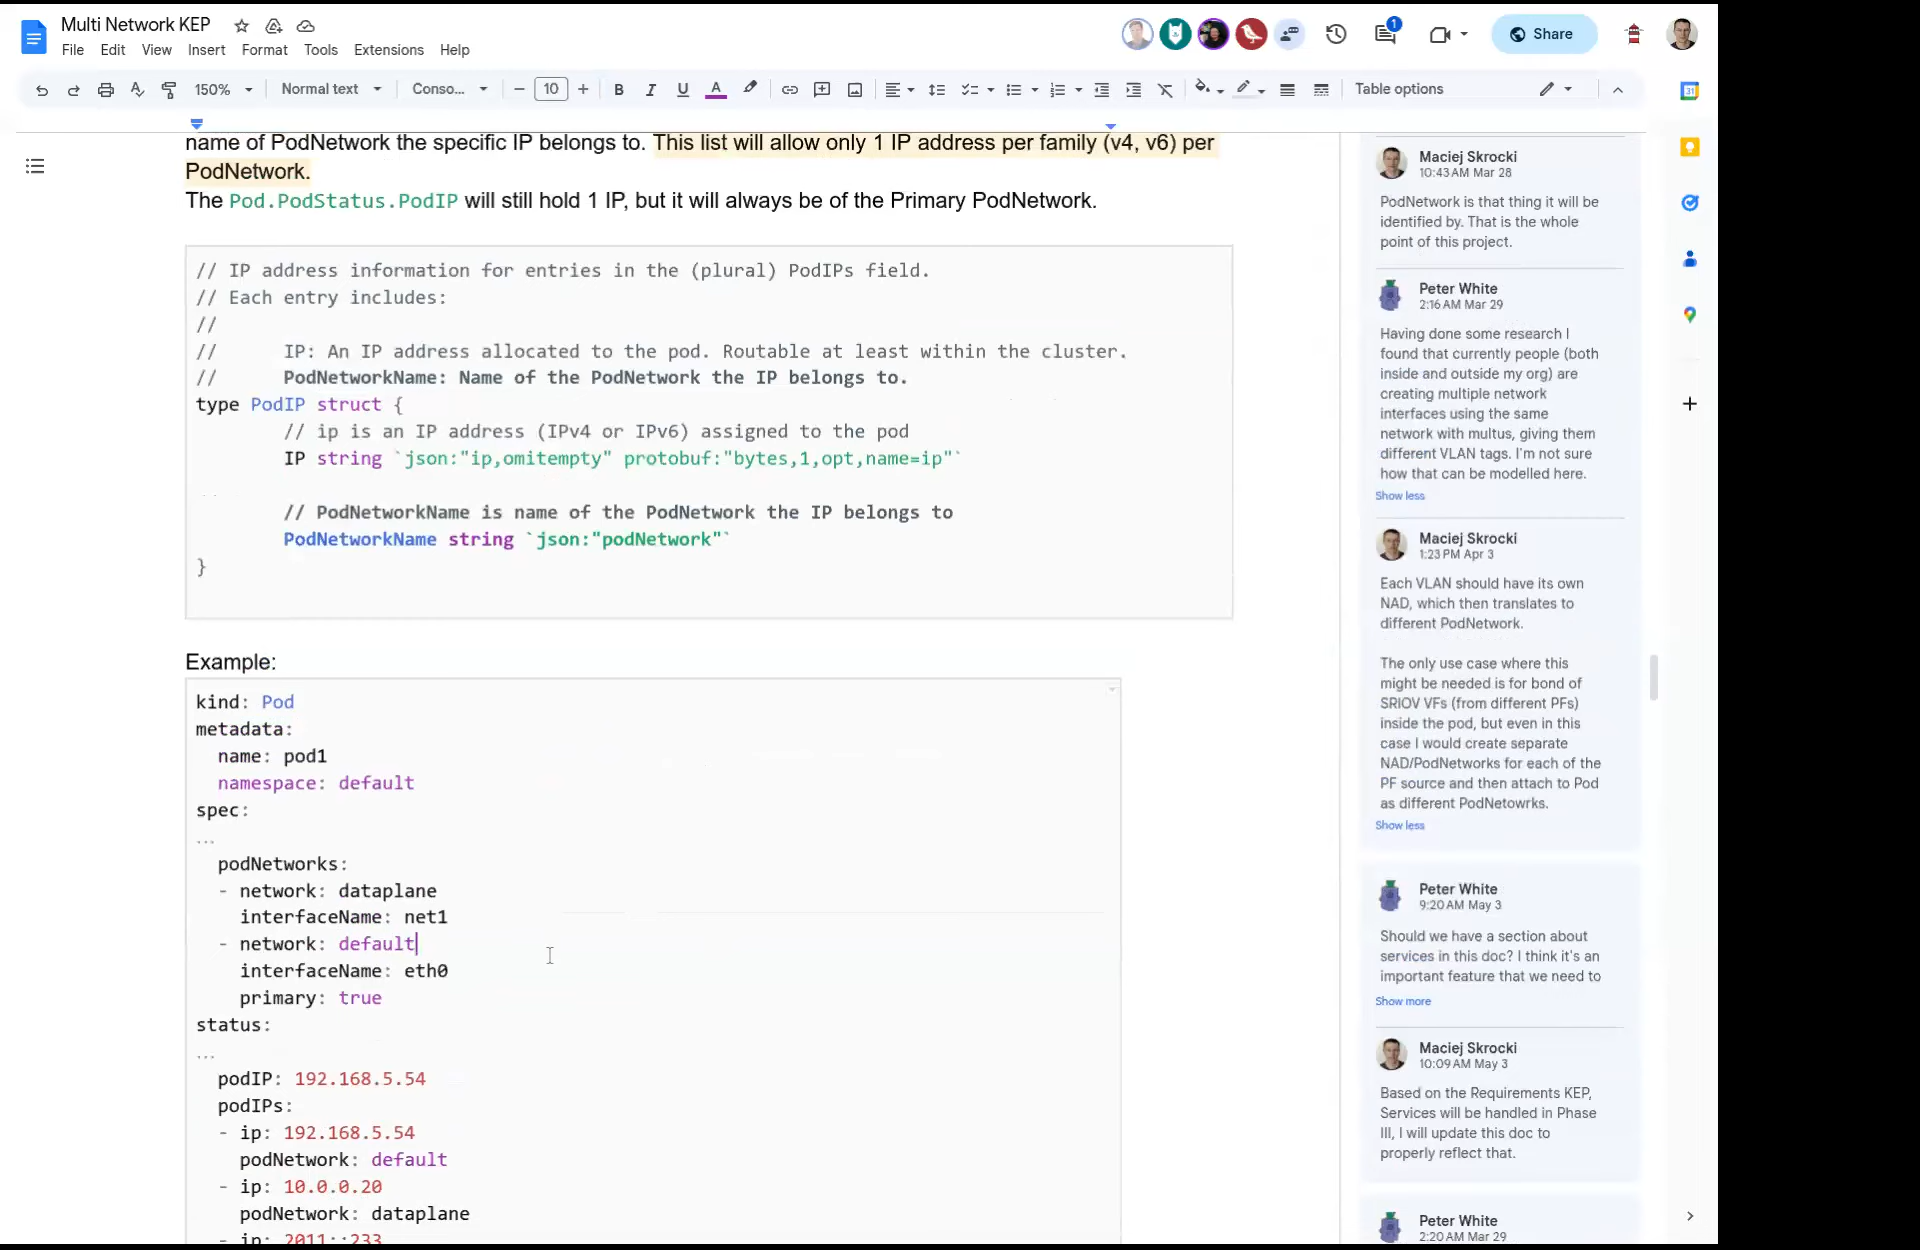 Multi Network KEP
File Edit View Insert Format Tools Extensions Help
1
Share
150% Normal text Conso... 10 Table options
31
name of PodNetwork the specific IP belongs to. This list will allow only 1 IP address per family (v4, v6) per
PodNetwork.
The Pod.PodStatus.PodIP will still hold 1 IP, but it will always be of the Primary PodNetwork.
// IP address information for entries in the (plural) PodIPs field.
// Each entry includes:
//
// IP: An IP address allocated to the pod. Routable at least within the cluster.
// PodNetworkName: Name of the PodNetwork the IP belongs to.
type PodIP struct {
// ip is an IP address (IPv4 or IPv6) assigned to the pod
IP string `json:"ip,omitempty" protobuf:"bytes,1,opt,name=ip"`
// PodNetworkName is name of the PodNetwork the IP belongs to
PodNetworkName string `json:"podNetwork"`
}
Example:
kind: Pod
metadata:
name: pod1
namespace: default
spec:
...
podNetworks:
- network: dataplane
interfaceName: net1
- network: default
interfaceName: eth0
primary: true
status:
...
podIP: 192.168.5.54
podIPs:
- ip: 192.168.5.54
podNetwork: default
- ip: 10.0.0.20
podNetwork: dataplane
- ip: 2011::233
Maciej Skrocki
10:43 AM Mar 28
PodNetwork is that thing it will be
identified by. That is the whole
point of this project.
Peter White
2:16 AM Mar 29
Having done some research I
found that currently people (both
inside and outside my org) are
creating multiple network
interfaces using the same
network with multus, giving them
different VLAN tags. I'm not sure
how that can be modelled here.
Show less
Maciej Skrocki
1:23 PM Apr 3
Each VLAN should have its own
NAD, which then translates to
different PodNetwork.
The only use case where this
might be needed is for bond of
SRIOV VFs (from different PFs)
inside the pod, but even in this
case I would create separate
NAD/PodNetworks for each of the
PF source and then attach to Pod
as different PodNetowrks.
Show less
Peter White
9:20 AM May 3
Should we have a section about
services in this doc? I think it's an
important feature that we need to
Show more
Maciej Skrocki
10:09 AM May 3
Based on the Requirements KEP,
Services will be handled in Phase
III, I will update this doc to
properly reflect that.
Peter White
2:20 AM Mar 29